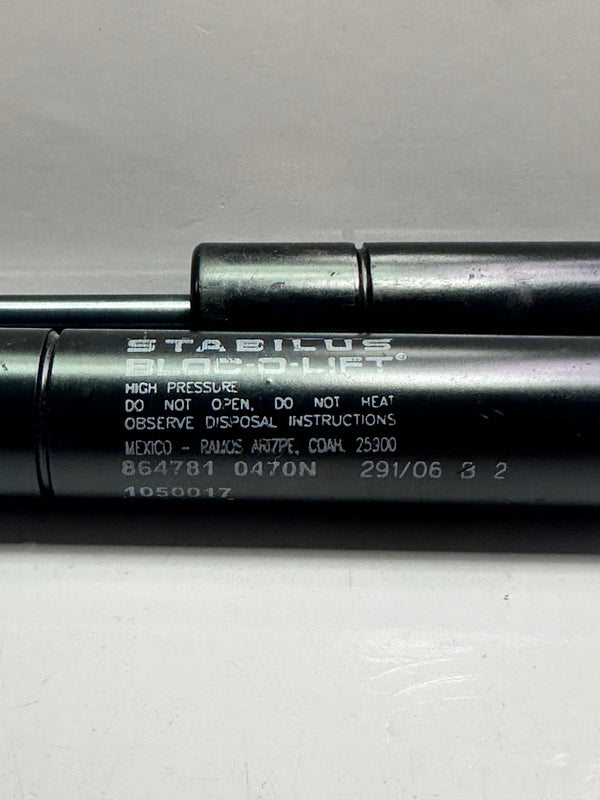 STABILUS
BLOC-O-LIFT®
HIGH PRESSURE
DO NOT OPEN, DO NOT HEAT
OBSERVE DISPOSAL INSTRUCTIONS
MEXICO - RAMOS ARIZPE, COAH. 25300
864781 0470N 291/06 B 2
1050017